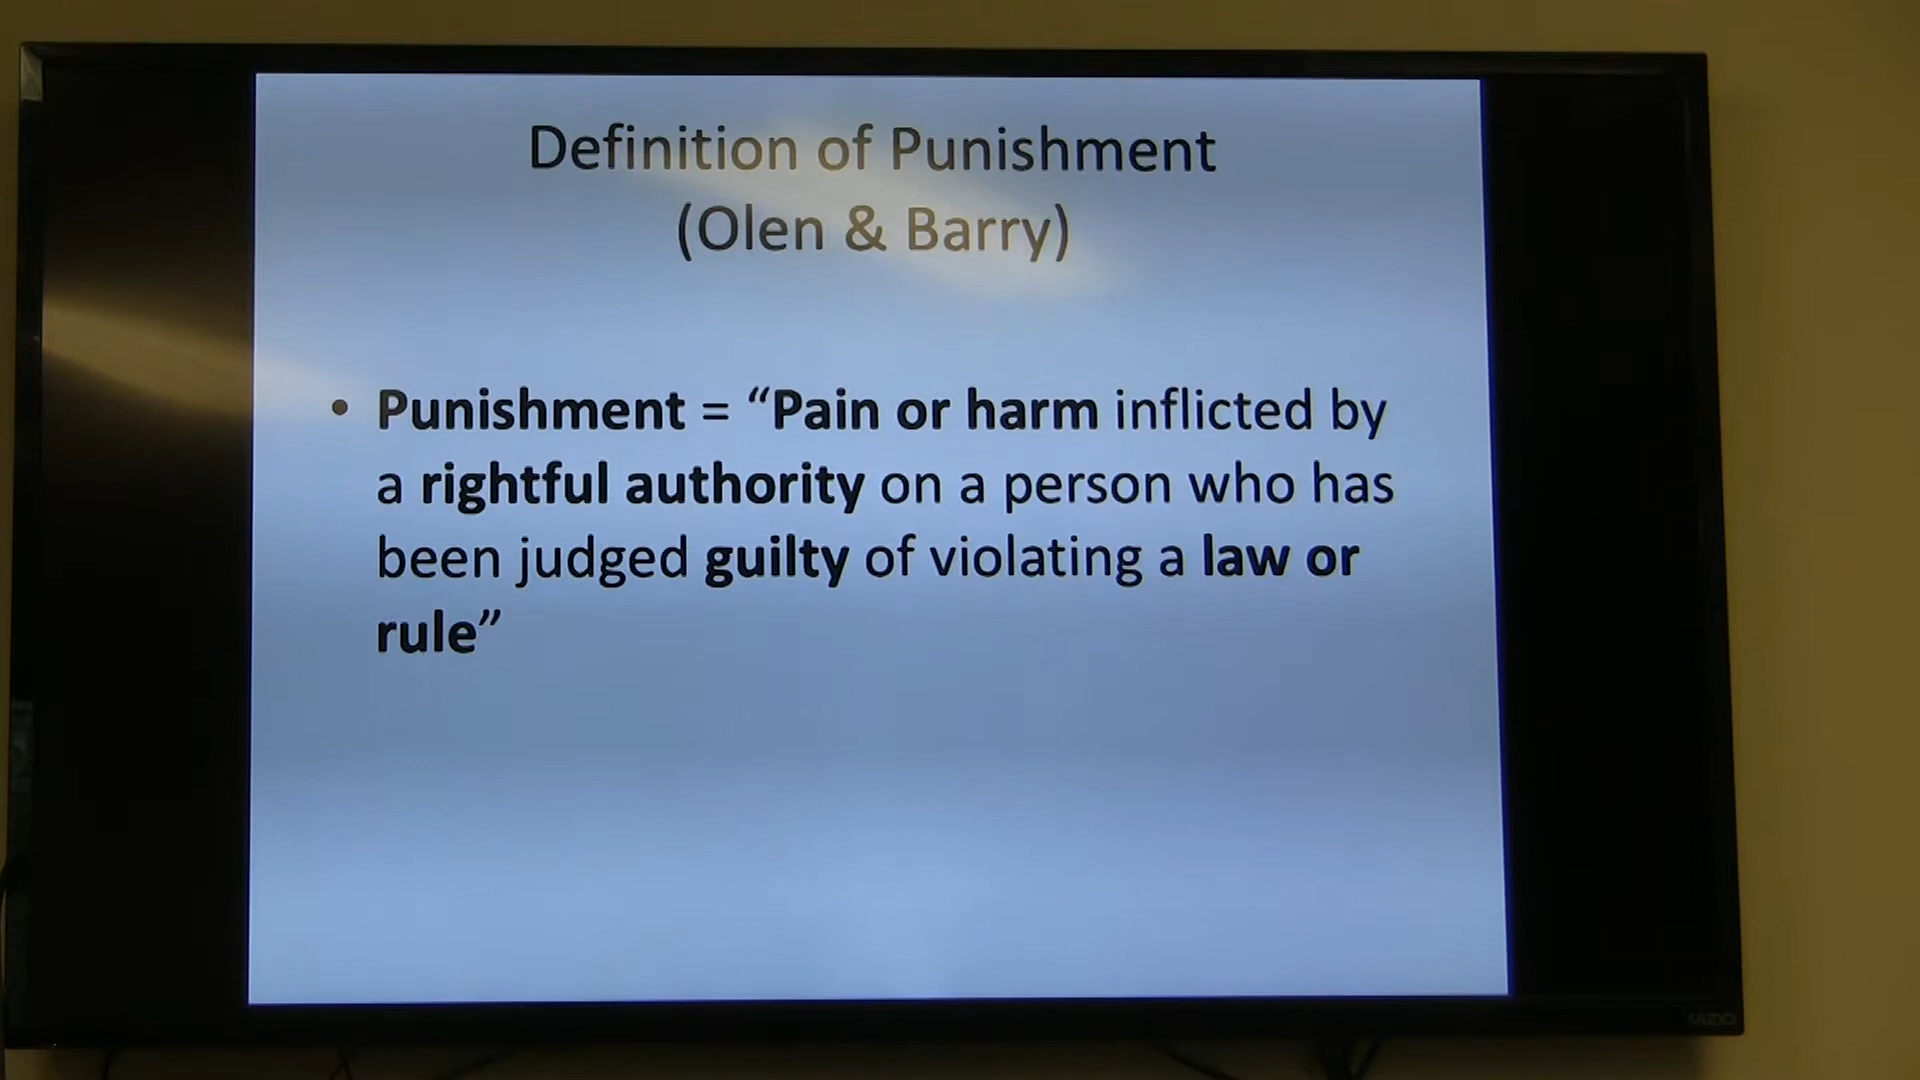 Definition of Punishment
(Olen & Barry)
• Punishment = “Pain or harm inflicted by
a rightful authority on a person who has
been judged guilty of violating a law or
rule”
VIZIO